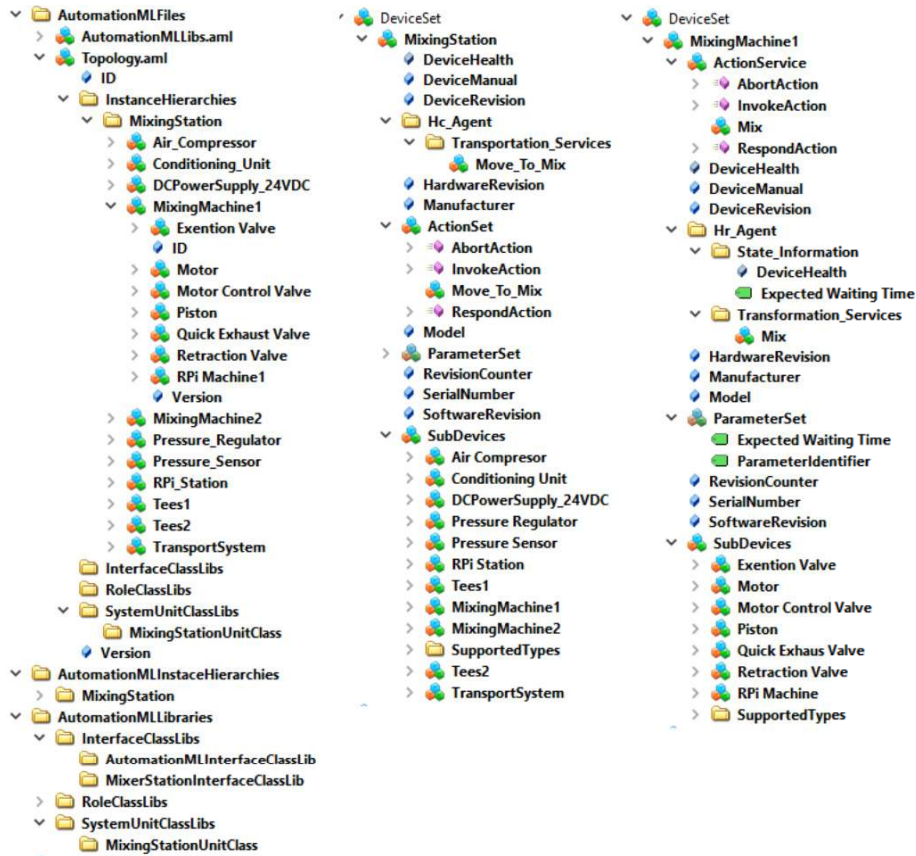 AutomationMLFiles
AutomationMLLibs.aml
Topology.aml
ID
InstanceHierarchies
MixingStation
Air_Compressor
Conditioning_Unit
DCPowerSupply_24VDC
MixingMachine1
Exention Valve
ID
Motor
Motor Control Valve
Piston
Quick Exhaust Valve
Retraction Valve
RPi Machine1
Version
MixingMachine2
Pressure_Regulator
Pressure_Sensor
RPi_Station
Tees1
Tees2
TransportSystem
InterfaceClassLibs
RoleClassLibs
SystemUnitClassLibs
MixingStationUnitClass
Version
AutomationMLInstaceHierarchies
MixingStation
AutomationMLLibraries
InterfaceClassLibs
AutomationMLInterfaceClassLib
MixerStationInterfaceClassLib
RoleClassLibs
SystemUnitClassLibs
MixingStationUnitClass
DeviceSet
MixingStation
DeviceHealth
DeviceManual
DeviceRevision
Hc_Agent
Transportation_Services
Move_To_Mix
HardwareRevision
Manufacturer
ActionSet
AbortAction
InvokeAction
Move_To_Mix
RespondAction
Model
ParameterSet
RevisionCounter
SerialNumber
SoftwareRevision
SubDevices
Air Compresor
Conditioning Unit
DCPowerSupply_24VDC
Pressure Regulator
Pressure Sensor
RPi Station
Tees1
MixingMachine1
MixingMachine2
SupportedTypes
Tees2
TransportSystem
DeviceSet
MixingMachine1
ActionService
AbortAction
InvokeAction
Mix
RespondAction
DeviceHealth
DeviceManual
DeviceRevision
Hr_Agent
State_Information
DeviceHealth
Expected Waiting Time
Transformation_Services
Mix
HardwareRevision
Manufacturer
Model
ParameterSet
Expected Waiting Time
ParameterIdentifier
RevisionCounter
SerialNumber
SoftwareRevision
SubDevices
Exention Valve
Motor
Motor Control Valve
Piston
Quick Exhaus Valve
Retraction Valve
RPi Machine
SupportedTypes